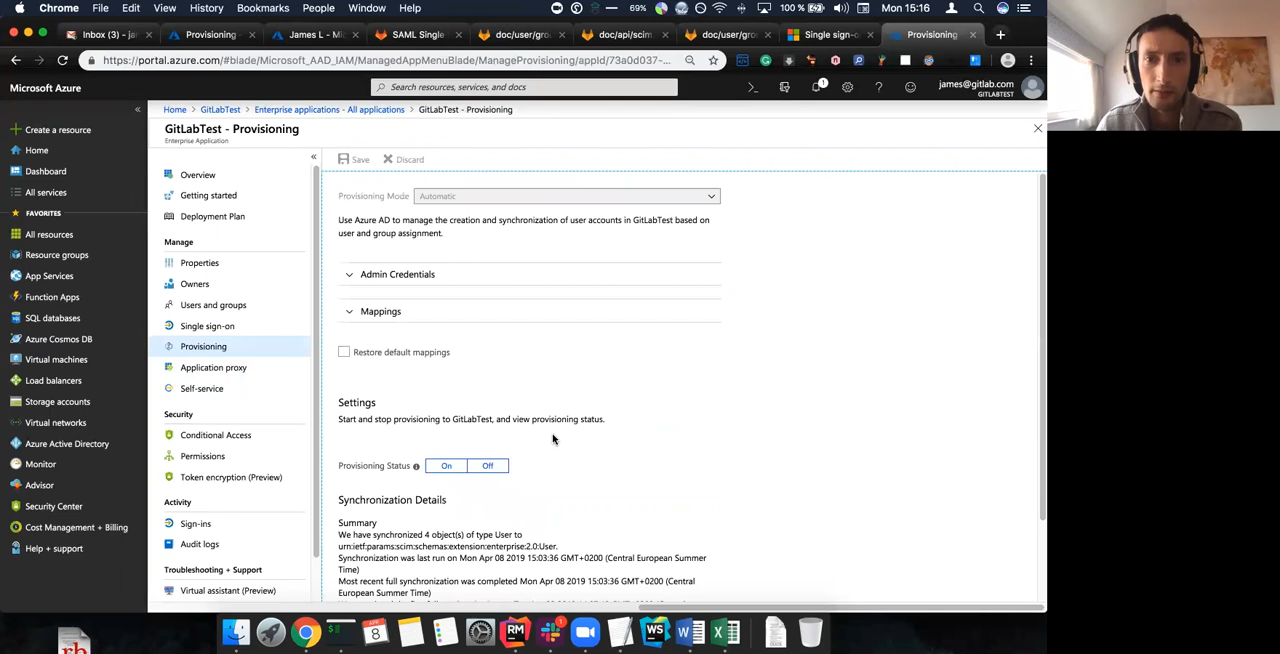 Chrome File Edit View History Bookmarks People Window Help 69% 100 % Mon 15:16
Inbox (3) - ja Provisioning - James L - Mi SAML Single doc/user/gro doc/api/scim doc/user/gro Single sign-o Provisioning
https://portal.azure.com/#blade/Microsoft_AAD_IAM/ManagedAppMenuBlade/ManageProvisioning/appId/73a0d037-...
Microsoft Azure
Search resources, services, and docs
1
james@gitlab.com
GITLABTEST
Home GitLabTest Enterprise applications - All applications GitLabTest - Provisioning
GitLabTest - Provisioning
Enterprise Application
Create a resource
Home
Dashboard
All services
FAVORITES
All resources
Resource groups
App Services
Function Apps
SQL databases
Azure Cosmos DB
Virtual machines
Load balancers
Storage accounts
Virtual networks
Azure Active Directory
Monitor
Advisor
Security Center
Cost Management + Billing
Help + support
Overview
Getting started
Deployment Plan
Manage
Properties
Owners
Users and groups
Single sign-on
Provisioning
Application proxy
Self-service
Security
Conditional Access
Permissions
Token encryption (Preview)
Activity
Sign-ins
Audit logs
Troubleshooting + Support
Virtual assistant (Preview)
Save Discard
Provisioning Mode Automatic
Use Azure AD to manage the creation and synchronization of user accounts in GitLabTest based on
user and group assignment.
Admin Credentials
Mappings
Restore default mappings
Settings
Start and stop provisioning to GitLabTest, and view provisioning status.
Provisioning Status On Off
Synchronization Details
Summary
We have synchronized 4 object(s) of type User to
urn:ietf:params:scim:schemas:extension:enterprise:2.0:User.
Synchronization was last run on Mon Apr 08 2019 15:03:36 GMT+0200 (Central European Summer
Time)
Most recent full synchronization was completed Mon Apr 08 2019 15:03:36 GMT+0200 (Central
European Summer Time)
APR
8
RM
1
WS
rb